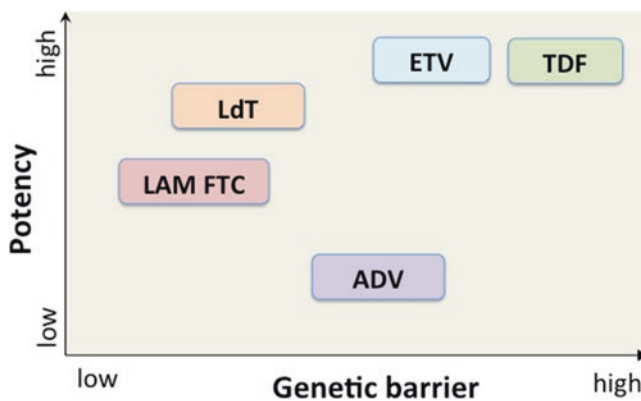 high
ETV
TDF
LdT
LAM FTC
Potency
ADV
low
low
Genetic barrier
high